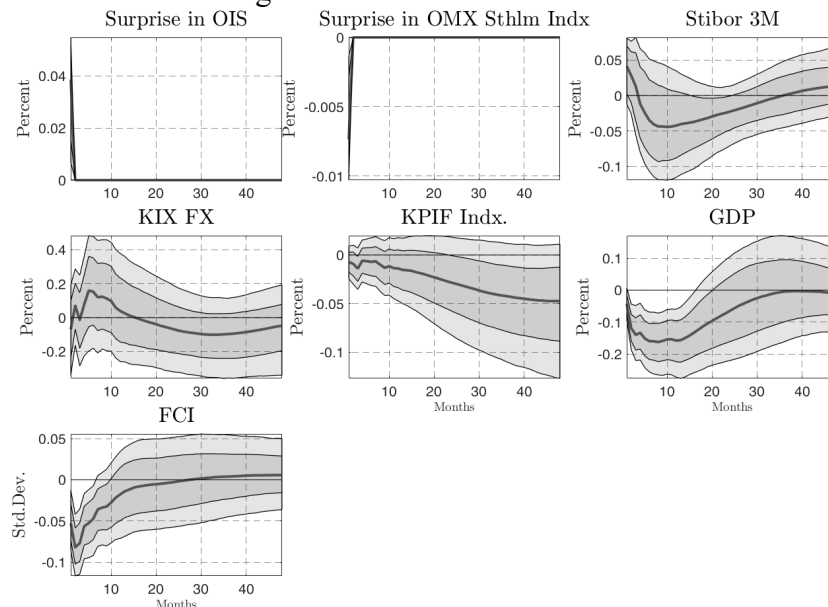 Surprise in OIS
Percent
0.04
0.02
0
10 20 30 40
Surprise in OMX Sthlm Indx
Percent
0
-0.005
-0.01
10 20 30 40
Stibor 3M
Percent
0.05
0
-0.05
-0.1
10 20 30 40
KIX FX
Percent
0.4
0.2
0
-0.2
10 20 30 40
KPIF Indx.
Percent
0
-0.05
-0.1
10 20 30 40
Months
GDP
Percent
0.1
0
-0.1
-0.2
10 20 30 40
Months
FCI
Std.Dev.
0.05
0
-0.05
-0.1
10 20 30 40
Months